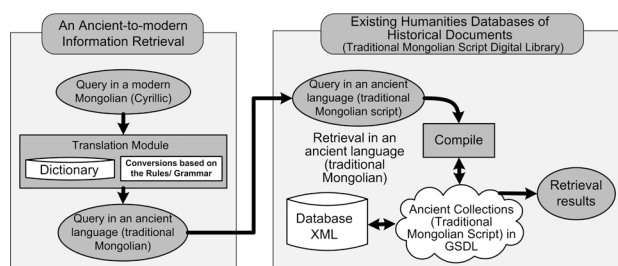 An Ancient-to-modern
Information Retrieval
Query in a modern
Mongolian (Cyrillic)
Translation Module
Dictionary
Conversions based on
the Rules/ Grammar
Query in an ancient
language (traditional
Mongolian)
Existing Humanities Databases of
Historical Documents
(Traditional Mongolian Script Digital Library)
Query in an ancient
language (traditional
Mongolian script)
Compile
Retrieval in an
ancient language
(traditional
Mongolian)
Database
XML
Ancient Collections
(Traditional
Mongolian Script) in
GSDL
Retrieval
results